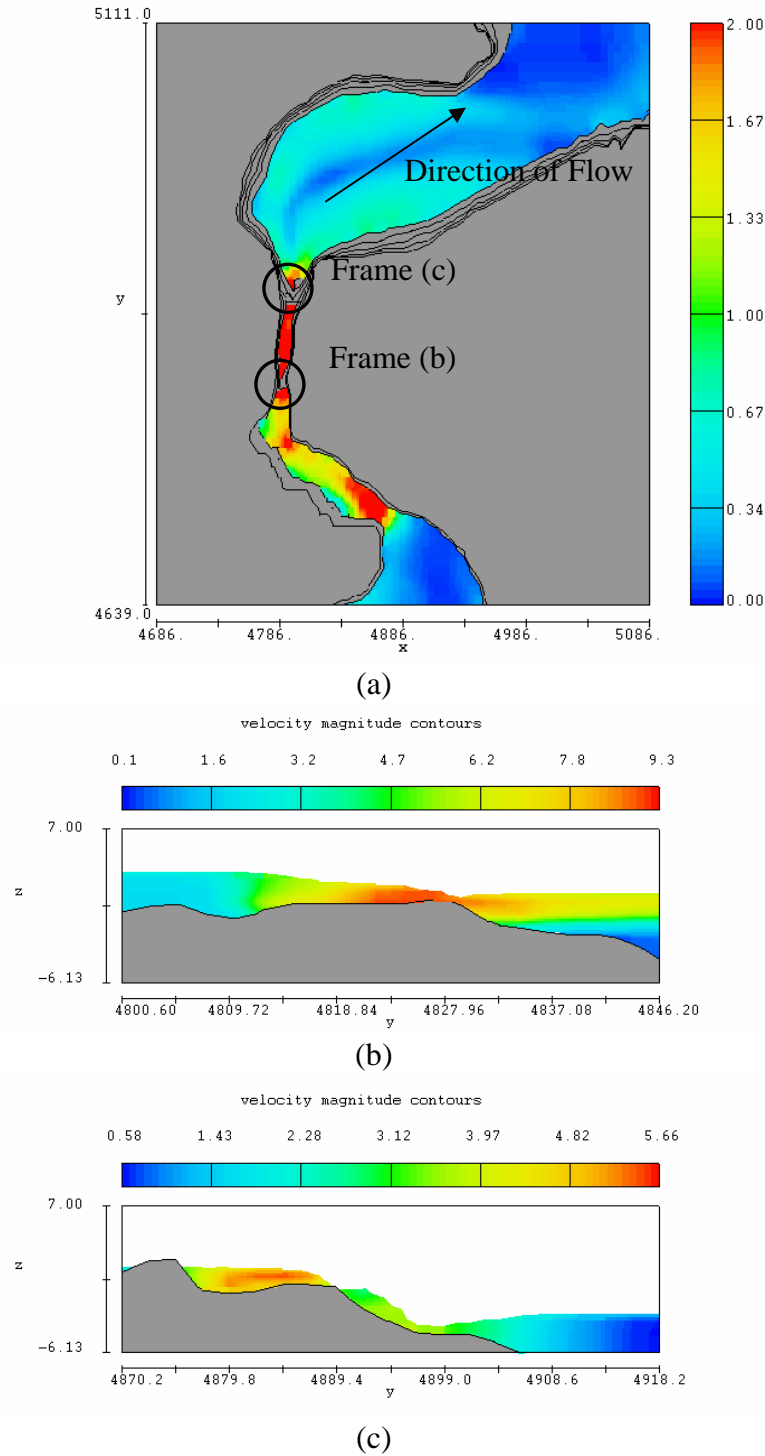 5111.0
2.00
1.67
Direction of Flow
1.33
Frame (c)
y
1.00
Frame (b)
0.67
0.34
4639.0
0.00
4686. 4786. 4886. 4986. 5086.
x
(a)
velocity magnitude contours
0.1 1.6 3.2 4.7 6.2 7.8 9.3
7.00
z
-6.13
4800.60 4809.72 4818.84 4827.96 4837.08 4846.20
y
(b)
velocity magnitude contours
0.58 1.43 2.28 3.12 3.97 4.82 5.66
7.00
z
-6.13
4870.2 4879.8 4889.4 4899.0 4908.6 4918.2
y
(c)